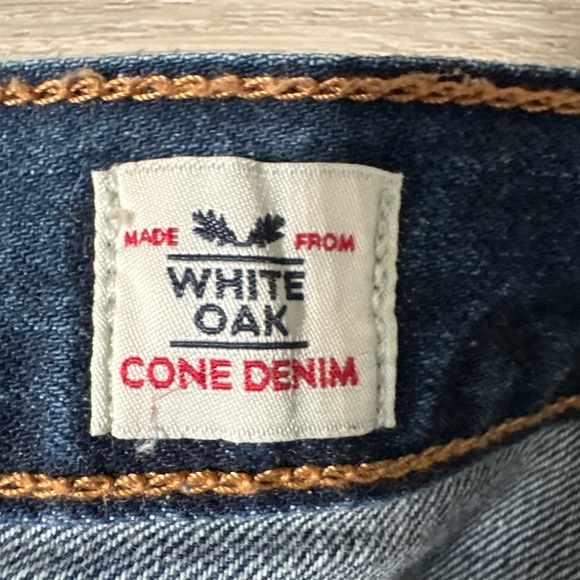 MADE FROM
WHITE
OAK
CONE DENIM